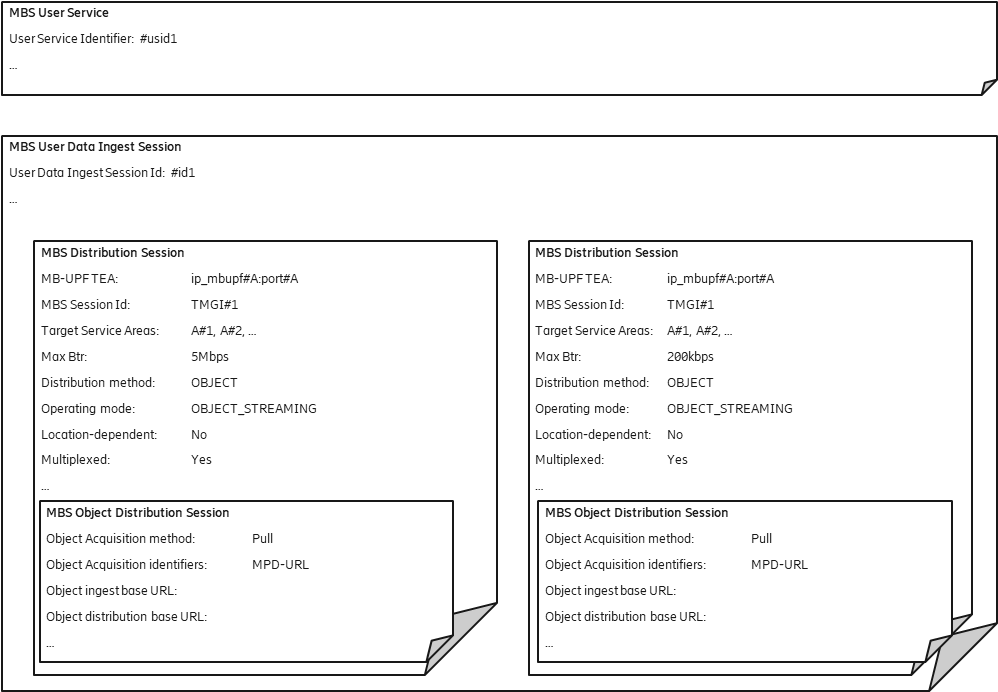 MBS User Service
User Service Identifier: #usid1
...
MBS User Data Ingest Session
User Data Ingest Session Id: #id1
...
MBS Distribution Session
MB-UPF TEA: ip_mbupf#A:port#A
MBS Session Id: TMGI#1
Target Service Areas: A#1, A#2, ...
Max Btr: 5Mbps
Distribution method: OBJECT
Operating mode: OBJECT_STREAMING
Location-dependent: No
Multiplexed: Yes
...
MBS Object Distribution Session
Object Acquisition method: Pull
Object Acquisition identifiers: MPD-URL
Object ingest base URL:
Object distribution base URL:
...
MBS Distribution Session
MB-UPF TEA: ip_mbupf#A:port#A
MBS Session Id: TMGI#1
Target Service Areas: A#1, A#2, ...
Max Btr: 200kbps
Distribution method: OBJECT
Operating mode: OBJECT_STREAMING
Location-dependent: No
Multiplexed: Yes
...
MBS Object Distribution Session
Object Acquisition method: Pull
Object Acquisition identifiers: MPD-URL
Object ingest base URL:
Object distribution base URL:
...